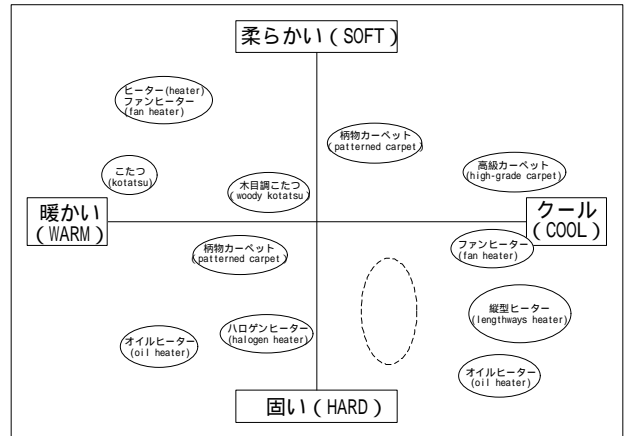 柔らかい(SOFT)
ヒーター(heater)
ファンヒーター
(fan heater)
柄物カーペット
(patterned carpet)
こたつ
(kotatsu)
高級カーペット
(high-grade carpet)
木目調こたつ
(woody kotatsu)
暖かい
(WARM)
クール
(COOL)
柄物カーペット
(patterned carpet)
ファンヒーター
(fan heater)
縦型ヒーター
(lengthways heater)
オイルヒーター
(oil heater)
ハロゲンヒーター
(halogen heater)
オイルヒーター
(oil heater)
固い(HARD)